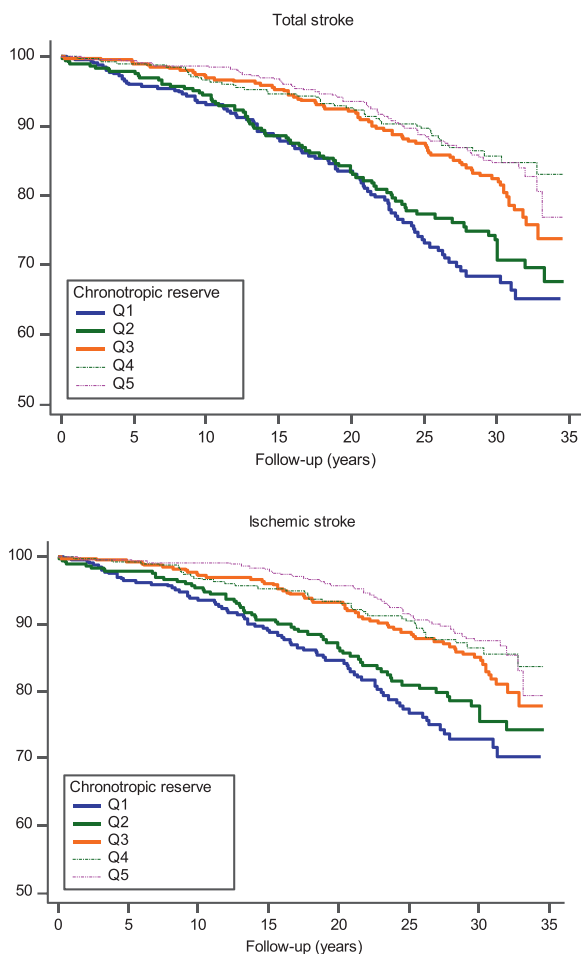 Total stroke
100
90
80
70
60
50
Chronotropic reserve
Q1
Q2
Q3
Q4
Q5
0 5 10 15 20 25 30 35
Follow-up (years)
Ischemic stroke
100
90
80
70
60
50
Chronotropic reserve
Q1
Q2
Q3
Q4
Q5
0 5 10 15 20 25 30 35
Follow-up (years)